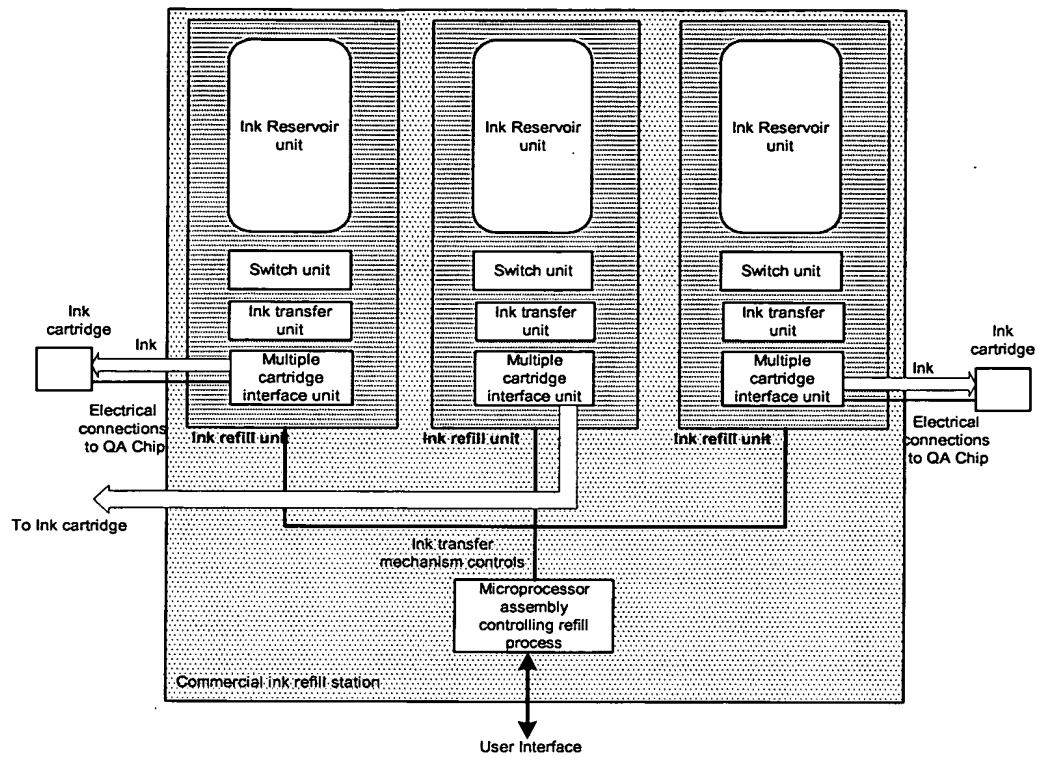 Ink Reservoir
unit
Ink Reservoir
unit
Ink Reservoir
unit
Switch unit
Switch unit
Switch unit
Ink transfer
unit
Ink transfer
unit
Ink transfer
unit
Ink
cartridge
Ink
Multiple
cartridge
interface unit
Multiple
cartridge
interface unit
Multiple
cartridge
interface unit
Ink
Ink
cartridge
Electrical
connections
to QA Chip
Ink refill unit
Ink refill unit
Ink refill unit
Electrical
connections
to QA Chip
To Ink cartridge
Ink transfer
mechanism controls
Microprocessor
assembly
controlling refill
process
Commercial ink refill station
User Interface